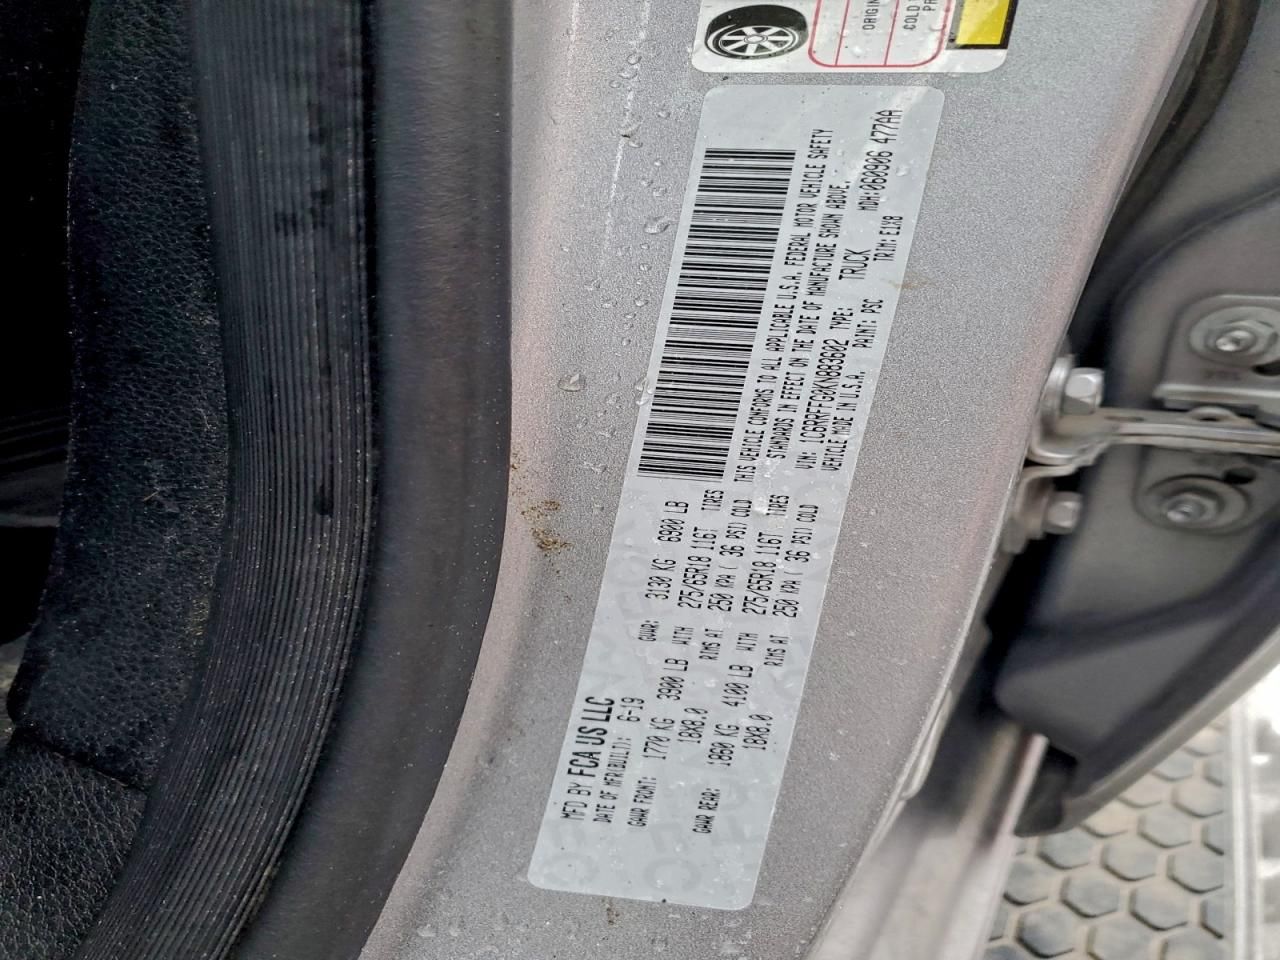 ORIGIN
COLD
MFD BY FCA US LLC
DATE OF MFR(BUILT): 6-19 GVWR: 3130 KG 6900 LB
GAWR FRONT: 1770 KG 3900 LB WITH 275/65R18 116T TIRES
18X8.0 RIMS AT 250 KPA ( 36 PSI) COLD
GAWR REAR: 1860 KG 4100 LB WITH 275/65R18 116T TIRES
18X8.0 RIMS AT 250 KPA ( 36 PSI) COLD
THIS VEHICLE CONFORMS TO ALL APPLICABLE U.S.A. FEDERAL MOTOR VEHICLE SAFETY
STANDARDS IN EFFECT ON THE DATE OF MANUFACTURE SHOWN ABOVE.
VIN: 1C6RRFFG0KN883602 TYPE: TRUCK MDH:060906 477AA
VEHICLE MADE IN U.S.A. PAINT: PSC TRIM: E1X8